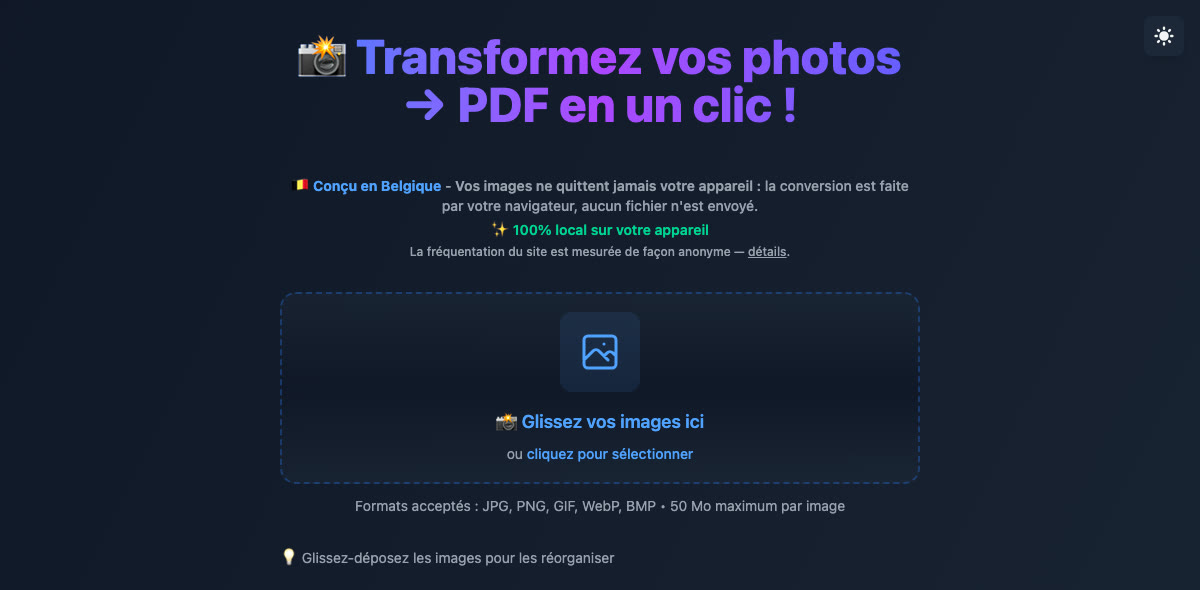 📸 Transformez vos photos
→ PDF en un clic !
🇧🇪 Conçu en Belgique - Vos images ne quittent jamais votre appareil : la conversion est faite
par votre navigateur, aucun fichier n'est envoyé.
✨ 100% local sur votre appareil
La fréquentation du site est mesurée de façon anonyme — détails.
📸 Glissez vos images ici
ou cliquez pour sélectionner
Formats acceptés : JPG, PNG, GIF, WebP, BMP • 50 Mo maximum par image
💡 Glissez-déposez les images pour les réorganiser